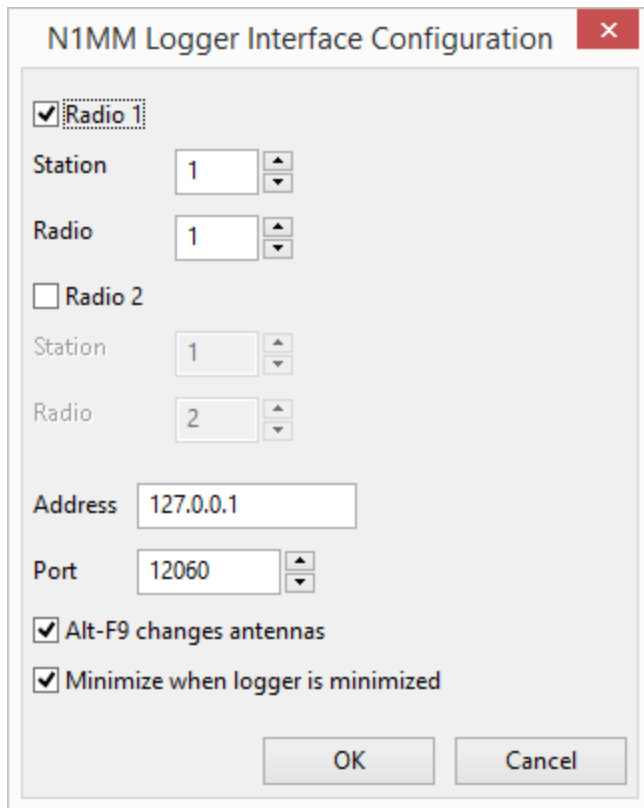 N1MM Logger Interface Configuration
Radio 1
Station 1
Radio 1
Radio 2
Station 1
Radio 2
Address 127.0.0.1
Port 12060
Alt-F9 changes antennas
Minimize when logger is minimized
OK Cancel